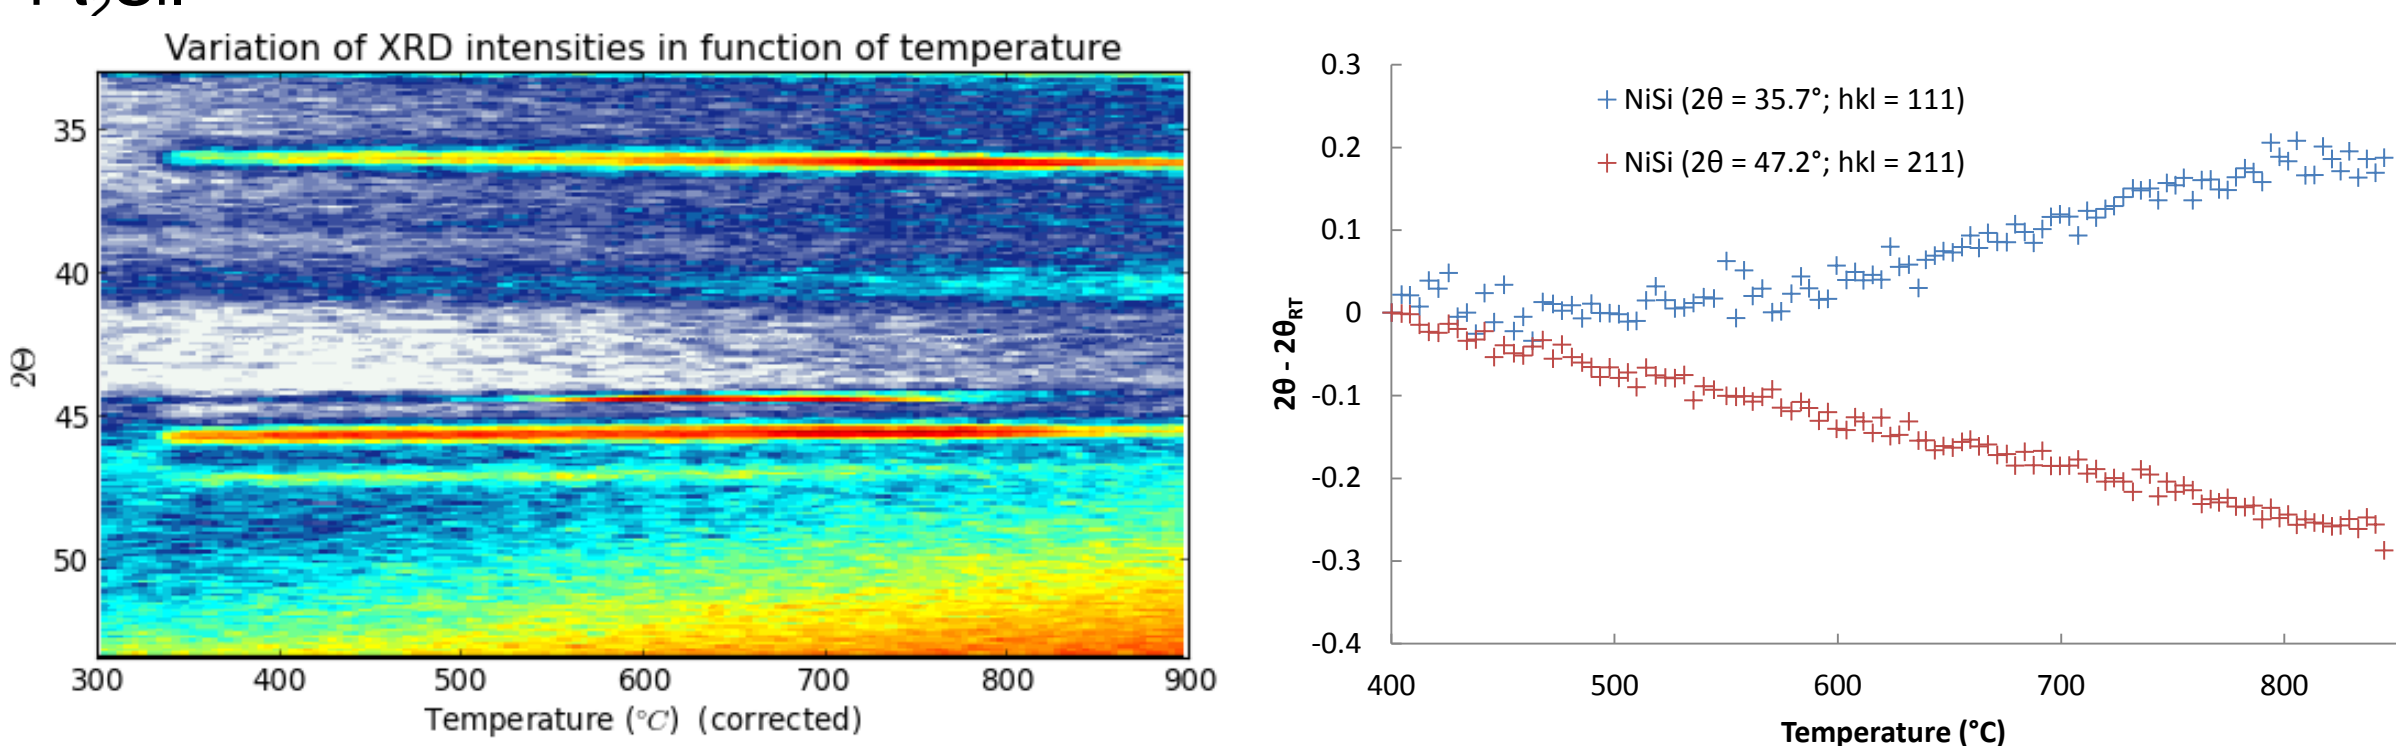 Variation of XRD intensities in function of temperature
2Θ
35
40
45
50
300 400 500 600 700 800 900
Temperature (°C) (corrected)
0.3
0.2
0.1
0
-0.1
-0.2
-0.3
-0.4
2θ - 2θRT
NiSi (2θ = 35.7°; hkl = 111)
NiSi (2θ = 47.2°; hkl = 211)
400 500 600 700 800
Temperature (°C)